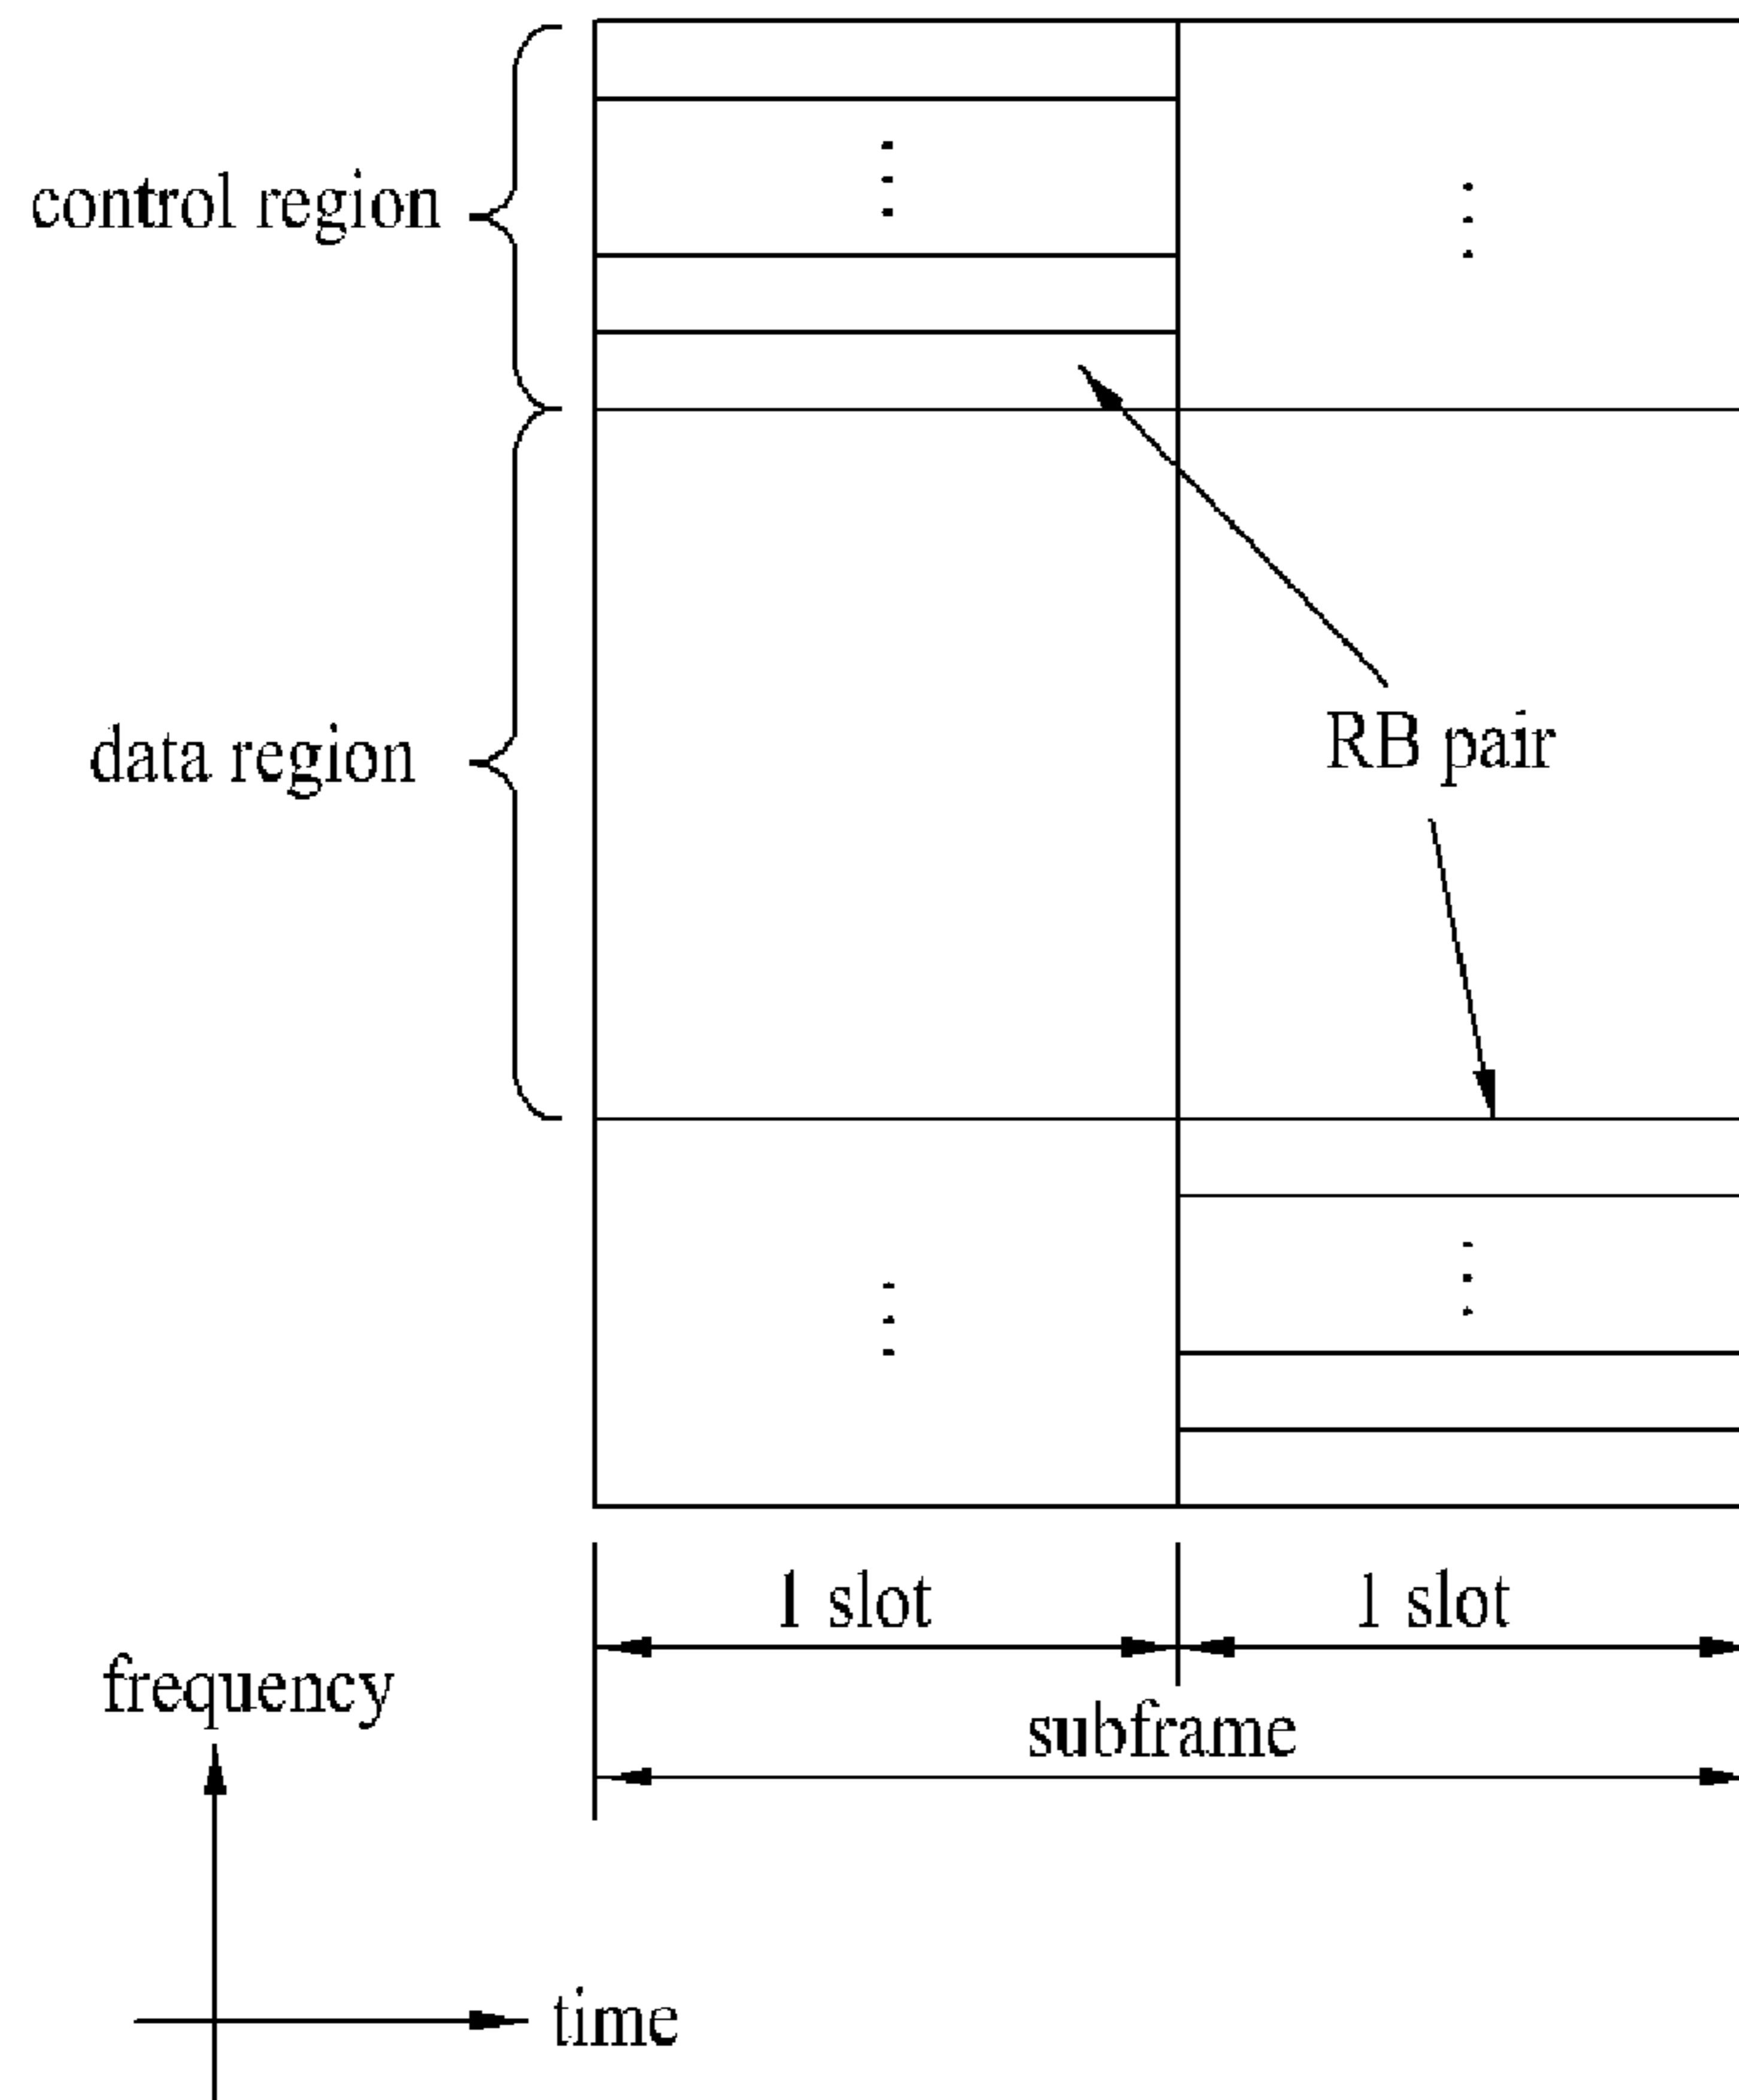 control region
data region
RB pair
1 slot
1 slot
subframe
frequency
time